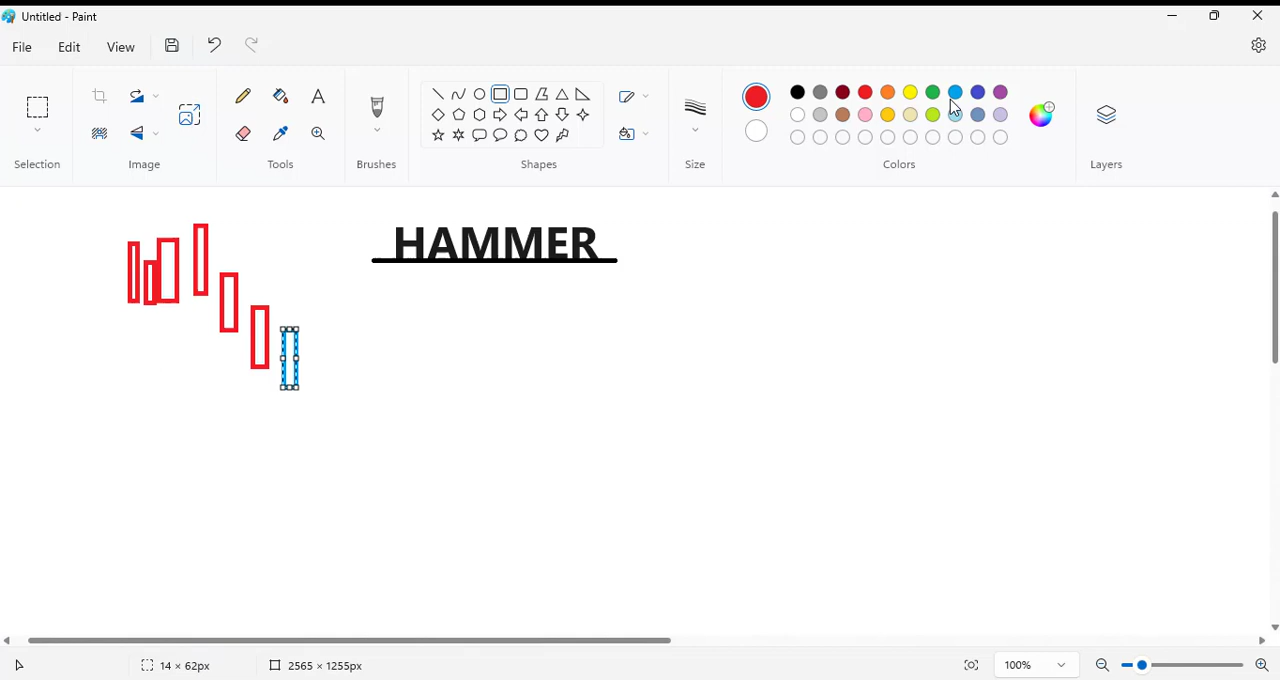 Untitled - Paint
File Edit View
Selection Image Tools Brushes Shapes Size Colors Layers
HAMMER
14 × 62px 2565 × 1255px 100%